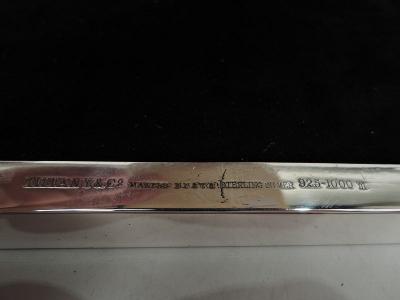 TIFFANY & Co MAKERS STERLING SILVER 925-1000